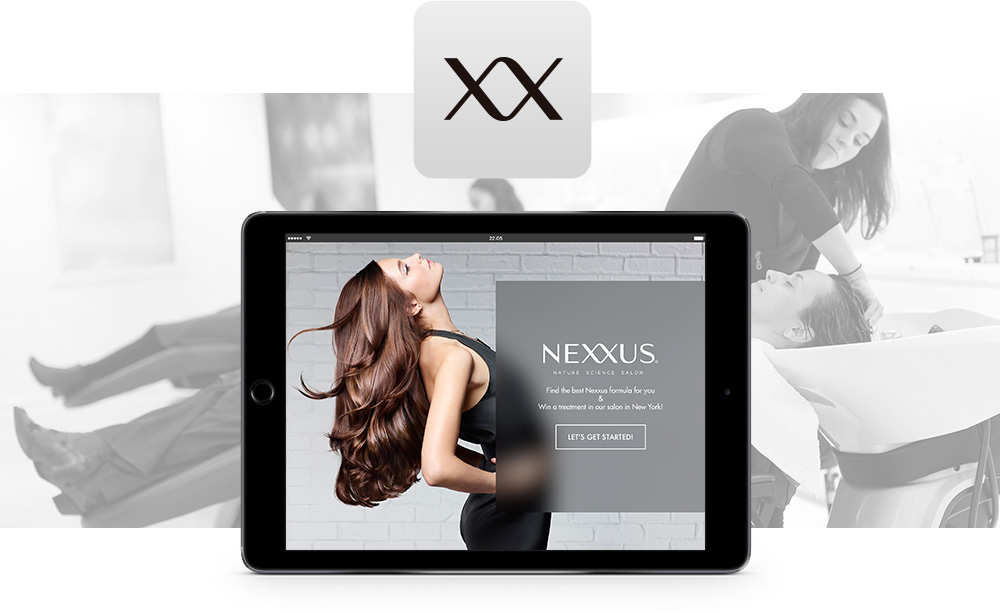 XX
22.05
NEXXUS®
NATURE SCIENCE SALON
Find the best Nexxus formula for you
&
Win a treatment in our salon in New York!
LET'S GET STARTED!